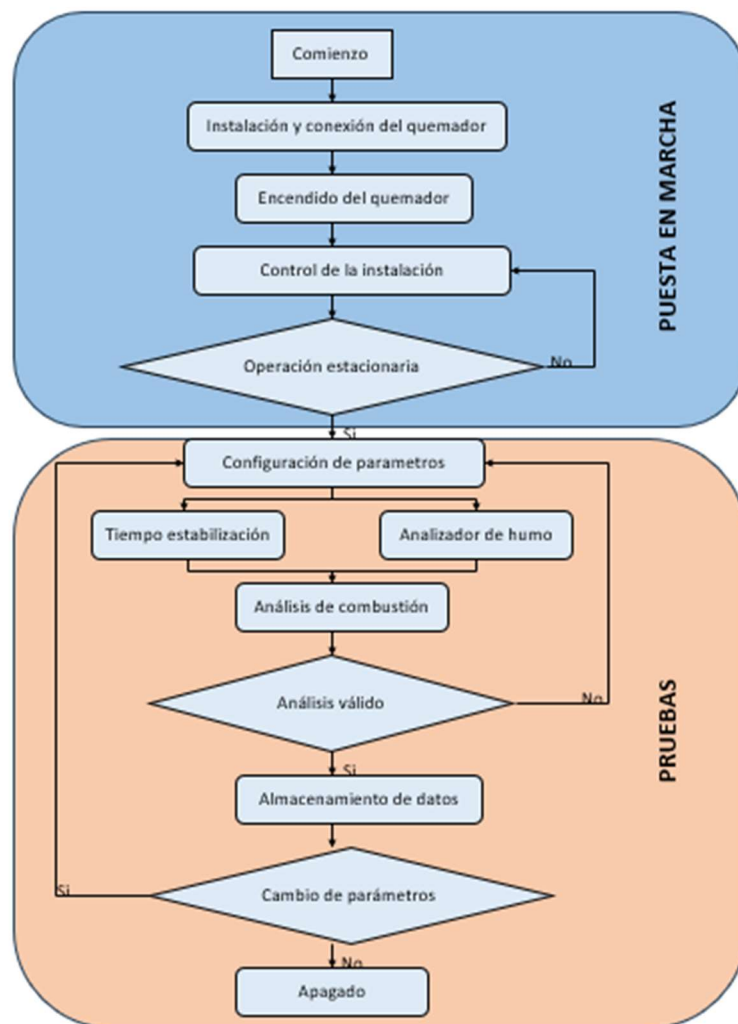 Comienzo
Instalación y conexión del quemador
Encendido del quemador
Control de la instalación
Operación estacionaria
No
Si
PUESTA EN MARCHA
Configuración de parametros
Tiempo estabilización
Analizador de humo
Análisis de combustión
Análisis válido
No
Si
Almacenamiento de datos
Cambio de parámetros
Si
No
Apagado
PRUEBAS